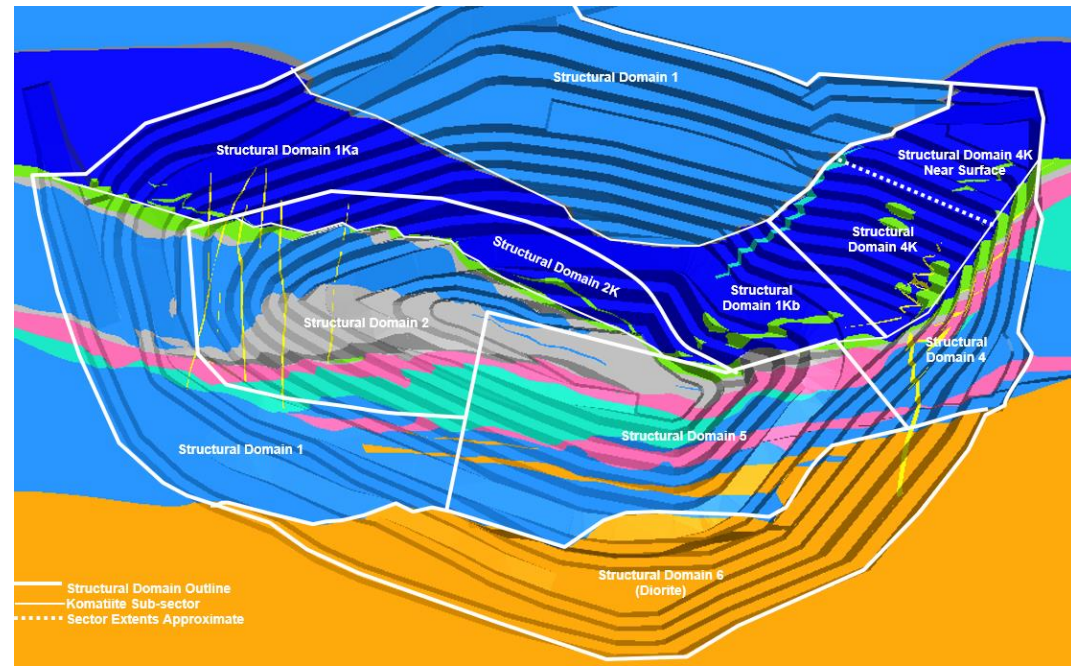 Structural Domain 1
Structural Domain 1Ka
Structural Domain 4K
Near Surface
Structural
Domain 4K
Structural Domain 2K
Structural
Domain 1Kb
Structural Domain 2
Structural
Domain 4
Structural Domain 5
Structural Domain 1
Structural Domain 6
(Diorite)
Structural Domain Outline
Komatiite Sub-sector
Sector Extents Approximate